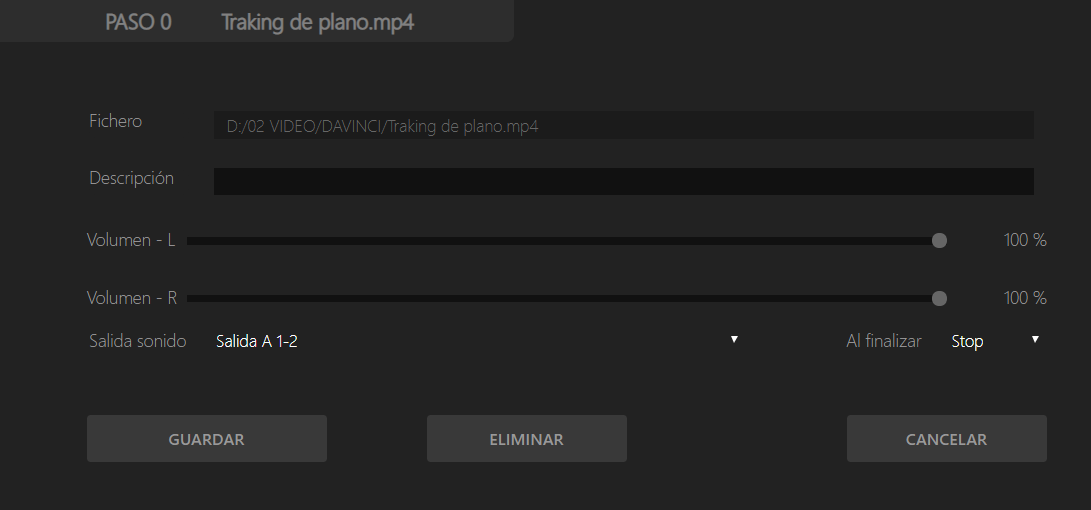 PASO 0 Traking de plano.mp4
Fichero D:/02 VIDEO/DAVINCI/Traking de plano.mp4
Descripción
Volumen - L 100 %
Volumen - R 100 %
Salida sonido Salida A 1-2 Al finalizar Stop
GUARDAR ELIMINAR CANCELAR